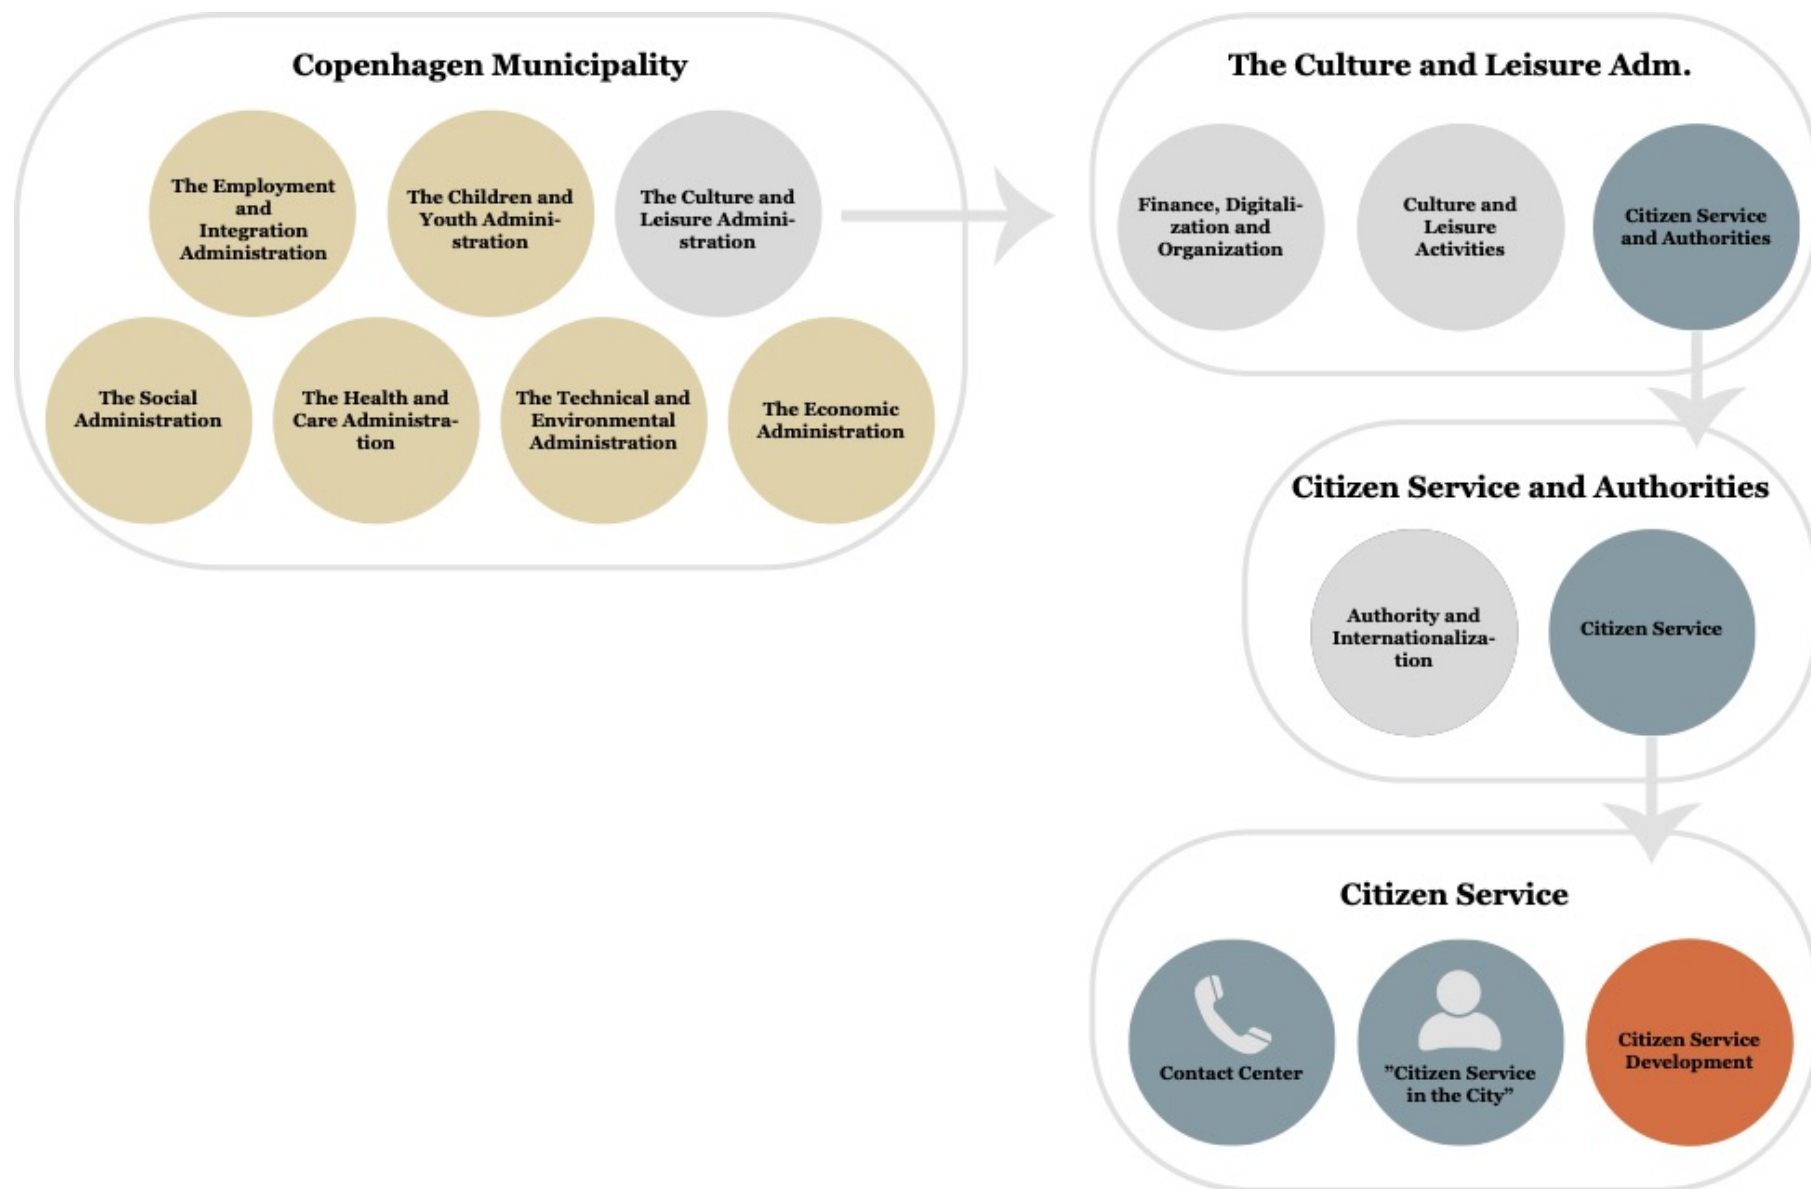 Copenhagen Municipality
The Employment
and
Integration
Administration
The Children and
Youth Admini-
stration
The Culture and
Leisure Admini-
stration
The Social
Administration
The Health and
Care Administra-
tion
The Technical and
Environmental
Administration
The Economic
Administration
The Culture and Leisure Adm.
Finance, Digitali-
zation and
Organization
Culture and
Leisure
Activities
Citizen Service
and Authorities
Citizen Service and Authorities
Authority and
Internationaliza-
tion
Citizen Service
Citizen Service
Contact Center
”Citizen Service
in the City”
Citizen Service
Development